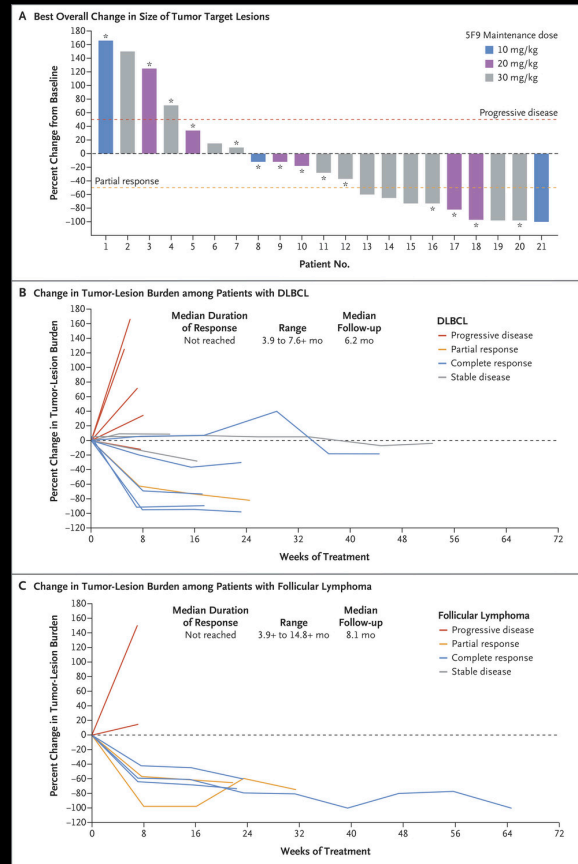 A Best Overall Change in Size of Tumor Target Lesions
5F9 Maintenance dose
10 mg/kg
20 mg/kg
30 mg/kg
Percent Change from Baseline
180
160
140
120
100
80
60
40
20
0
−20
−40
−60
−80
−100
Progressive disease
Partial response
* * * * * * * * * * * * * * *
1 2 3 4 5 6 7 8 9 10 11 12 13 14 15 16 17 18 19 20 21
Patient No.
B Change in Tumor-Lesion Burden among Patients with DLBCL
Percent Change in Tumor-Lesion Burden
180
160
140
120
100
80
60
40
20
0
−20
−40
−60
−80
−100
−120
Median Duration of Response
Not reached
Range
3.9 to 7.6+ mo
Median Follow-up
6.2 mo
DLBCL
Progressive disease
Partial response
Complete response
Stable disease
0 8 16 24 32 40 48 56 64 72
Weeks of Treatment
C Change in Tumor-Lesion Burden among Patients with Follicular Lymphoma
Percent Change in Tumor-Lesion Burden
180
160
140
120
100
80
60
40
20
0
−20
−40
−60
−80
−100
−120
Median Duration of Response
Not reached
Range
3.9+ to 14.8+ mo
Median Follow-up
8.1 mo
Follicular Lymphoma
Progressive disease
Partial response
Complete response
Stable disease
0 8 16 24 32 40 48 56 64 72
Weeks of Treatment